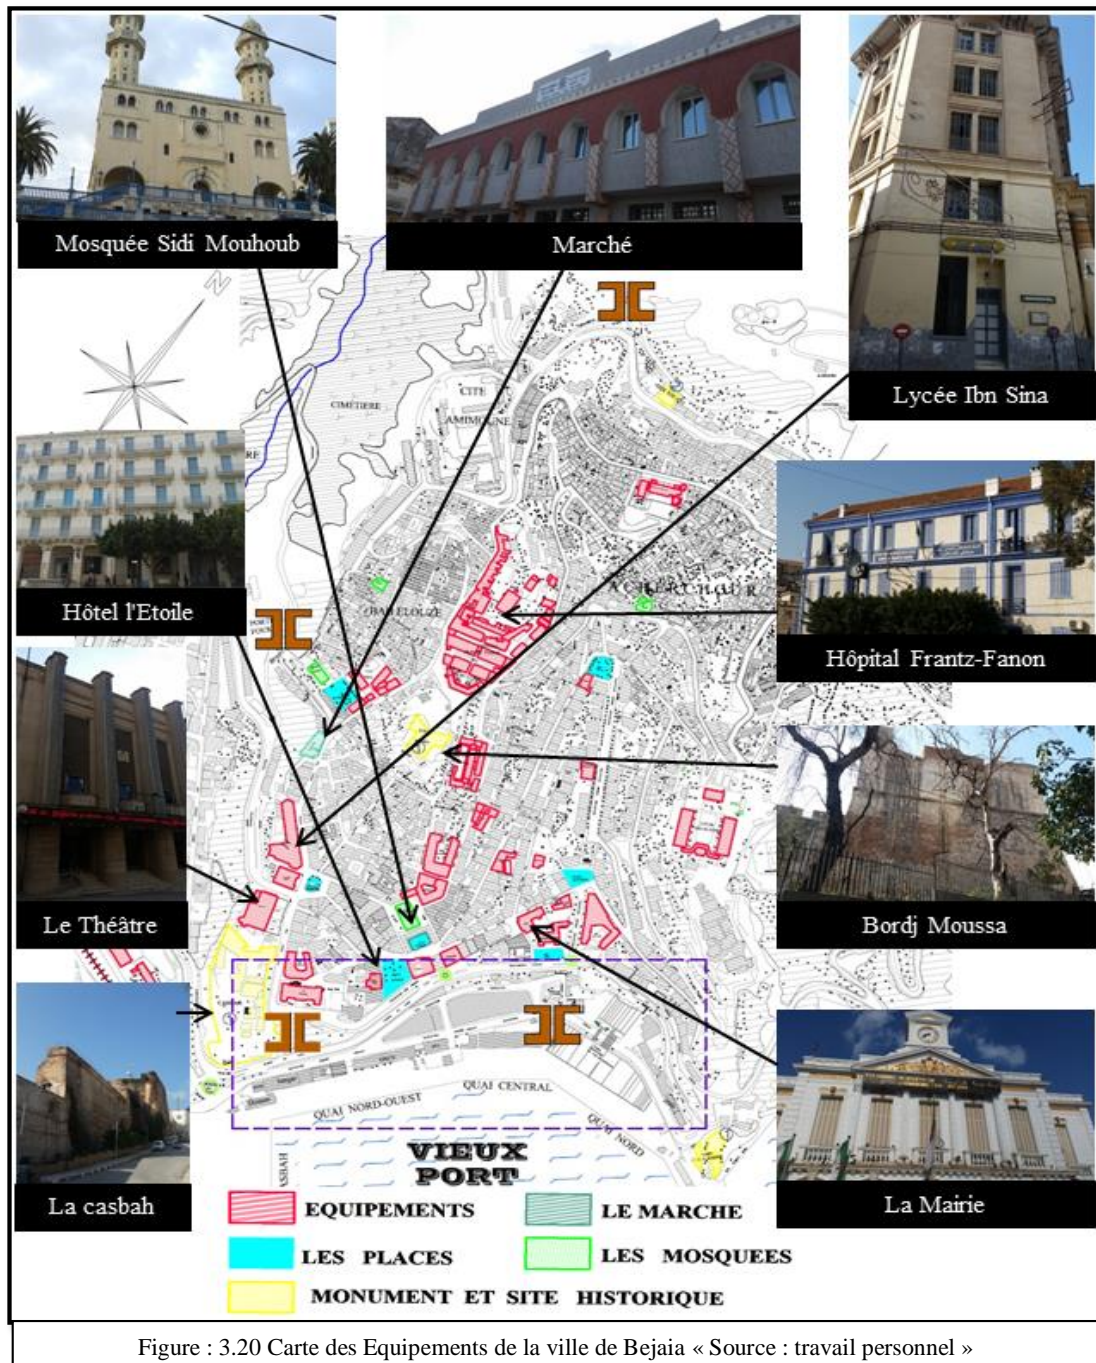 Mosquée Sidi Mouhoub
Marché
Lycée Ibn Sina
N
CIMÉTIERE
CITE
AMIMOUNE
Hôtel l'Etoile
Hôpital Frantz-Fanon
Le Théâtre
Bordj Moussa
La casbah
QUAI CENTRAL
QUAI NORD-OUEST
QUAI NORD
VIEUX
PORT
La Mairie
EQUIPEMENTS
LE MARCHE
LES PLACES
LES MOSQUEES
MONUMENT ET SITE HISTORIQUE
Figure : 3.20 Carte des Equipements de la ville de Bejaia « Source : travail personnel »